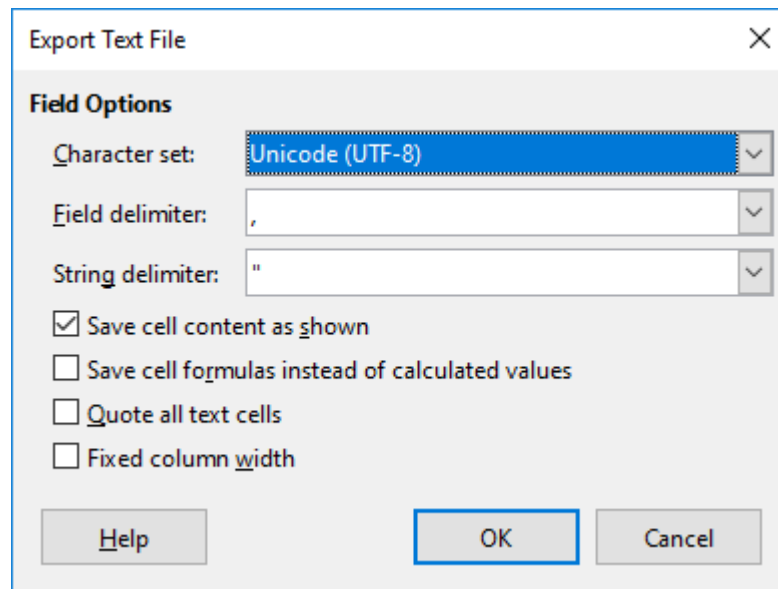 Export Text File
Field Options
Character set: Unicode (UTF-8)
Field delimiter: ,
String delimiter: "
Save cell content as shown
Save cell formulas instead of calculated values
Quote all text cells
Fixed column width
Help OK Cancel